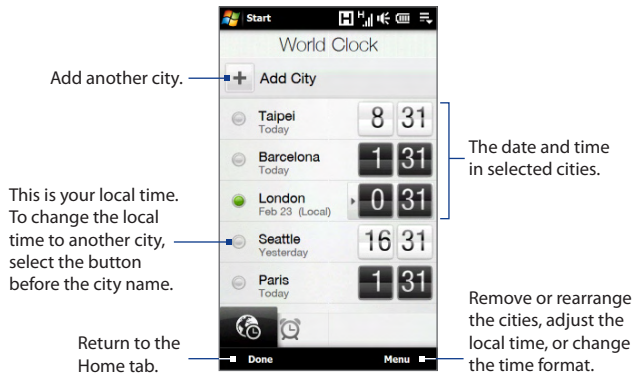 Start
World Clock
Add another city.
Add City
Taipei
Today
8 31
Barcelona
Today
1 31
The date and time
in selected cities.
This is your local time.
To change the local
time to another city,
select the button
before the city name.
London
Feb 23 (Local)
0 31
Seattle
Yesterday
16 31
Paris
Today
1 31
Return to the
Home tab.
Done
Menu
Remove or rearrange
the cities, adjust the
local time, or change
the time format.